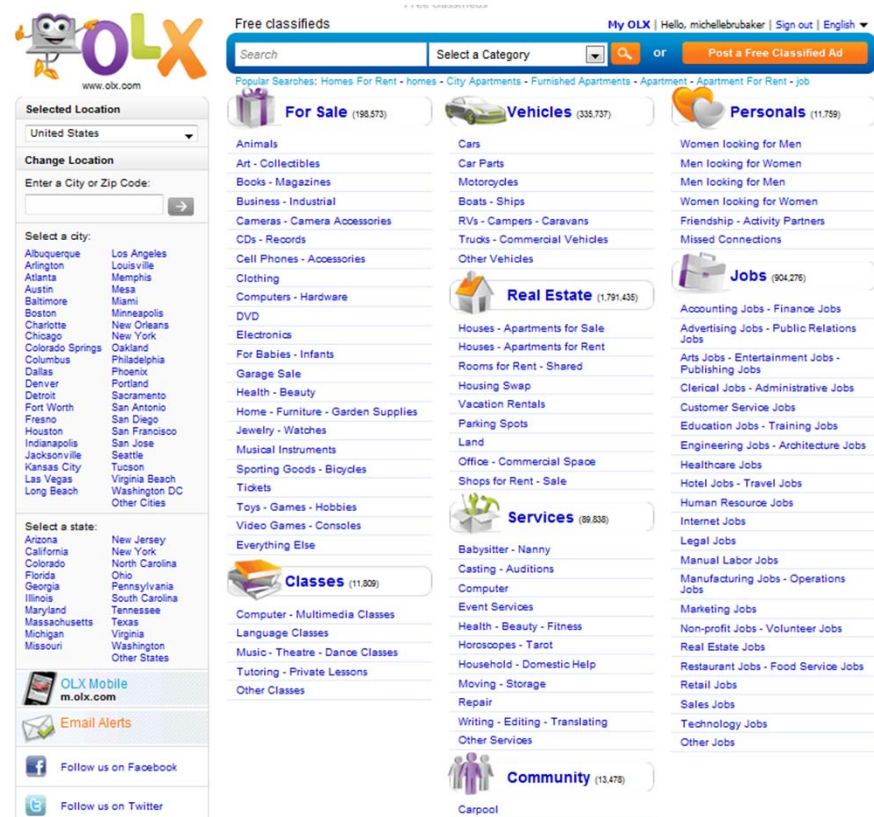 Free classifieds
My OLX | Hello, michellebrubaker | Sign out | English
OLX
www.olx.com
Search
Select a Category
or
Post a Free Classified Ad
Popular Searches: Homes For Rent - homes - City Apartments - Furnished Apartments - Apartment - Apartment For Rent - job
Selected Location
United States
Change Location
Enter a City or Zip Code:
Select a city:
Albuquerque
Arlington
Atlanta
Austin
Baltimore
Boston
Charlotte
Chicago
Colorado Springs
Columbus
Dallas
Denver
Detroit
Fort Worth
Fresno
Houston
Indianapolis
Jacksonville
Kansas City
Las Vegas
Long Beach
Los Angeles
Louisville
Memphis
Mesa
Miami
Minneapolis
New Orleans
New York
Oakland
Philadelphia
Phoenix
Portland
Sacramento
San Antonio
San Diego
San Francisco
San Jose
Seattle
Tucson
Virginia Beach
Washington DC
Other Cities
Select a state:
Arizona
California
Colorado
Florida
Georgia
Illinois
Maryland
Massachusetts
Michigan
Missouri
New Jersey
New York
North Carolina
Ohio
Pennsylvania
South Carolina
Tennessee
Texas
Virginia
Washington
Other States
OLX Mobile
m.olx.com
Email Alerts
Follow us on Facebook
Follow us on Twitter
For Sale (198,573)
Animals
Art - Collectibles
Books - Magazines
Business - Industrial
Cameras - Camera Accessories
CDs - Records
Cell Phones - Accessories
Clothing
Computers - Hardware
DVD
Electronics
For Babies - Infants
Garage Sale
Health - Beauty
Home - Furniture - Garden Supplies
Jewelry - Watches
Musical Instruments
Sporting Goods - Bicycles
Tickets
Toys - Games - Hobbies
Video Games - Consoles
Everything Else
Classes (11,809)
Computer - Multimedia Classes
Language Classes
Music - Theatre - Dance Classes
Tutoring - Private Lessons
Other Classes
Vehicles (335,737)
Cars
Car Parts
Motorcycles
Boats - Ships
RVs - Campers - Caravans
Trucks - Commercial Vehicles
Other Vehicles
Real Estate (1,791,435)
Houses - Apartments for Sale
Houses - Apartments for Rent
Rooms for Rent - Shared
Housing Swap
Vacation Rentals
Parking Spots
Land
Office - Commercial Space
Shops for Rent - Sale
Services (89,838)
Babysitter - Nanny
Casting - Auditions
Computer
Event Services
Health - Beauty - Fitness
Horoscopes - Tarot
Household - Domestic Help
Moving - Storage
Repair
Writing - Editing - Translating
Other Services
Community (13,478)
Carpool
Personals (11,759)
Women looking for Men
Men looking for Women
Men looking for Men
Women looking for Women
Friendship - Activity Partners
Missed Connections
Jobs (904,276)
Accounting Jobs - Finance Jobs
Advertising Jobs - Public Relations
Jobs
Arts Jobs - Entertainment Jobs -
Publishing Jobs
Clerical Jobs - Administrative Jobs
Customer Service Jobs
Education Jobs - Training Jobs
Engineering Jobs - Architecture Jobs
Healthcare Jobs
Hotel Jobs - Travel Jobs
Human Resource Jobs
Internet Jobs
Legal Jobs
Manual Labor Jobs
Manufacturing Jobs - Operations
Jobs
Marketing Jobs
Non-profit Jobs - Volunteer Jobs
Real Estate Jobs
Restaurant Jobs - Food Service Jobs
Retail Jobs
Sales Jobs
Technology Jobs
Other Jobs